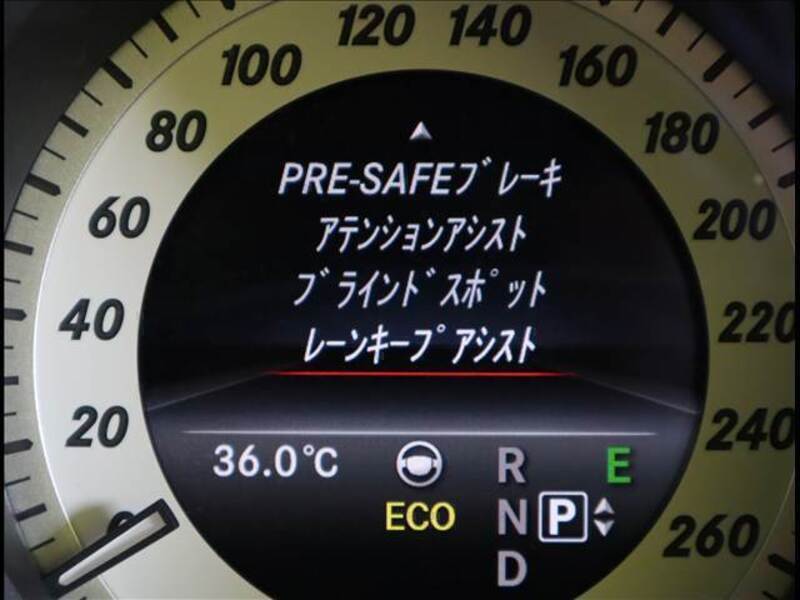 120 140
100 160
80 180
PRE-SAFEﾌﾞﾚｰｷ
60 200
ｱﾃﾝｼｮﾝｱｼｽﾄ
ﾌﾞﾗｲﾝﾄﾞｽﾎﾟｯﾄ
40 220
ﾚｰﾝｷｰﾌﾟｱｼｽﾄ
20 240
36.0°C R E
ECO N P
0 260
D